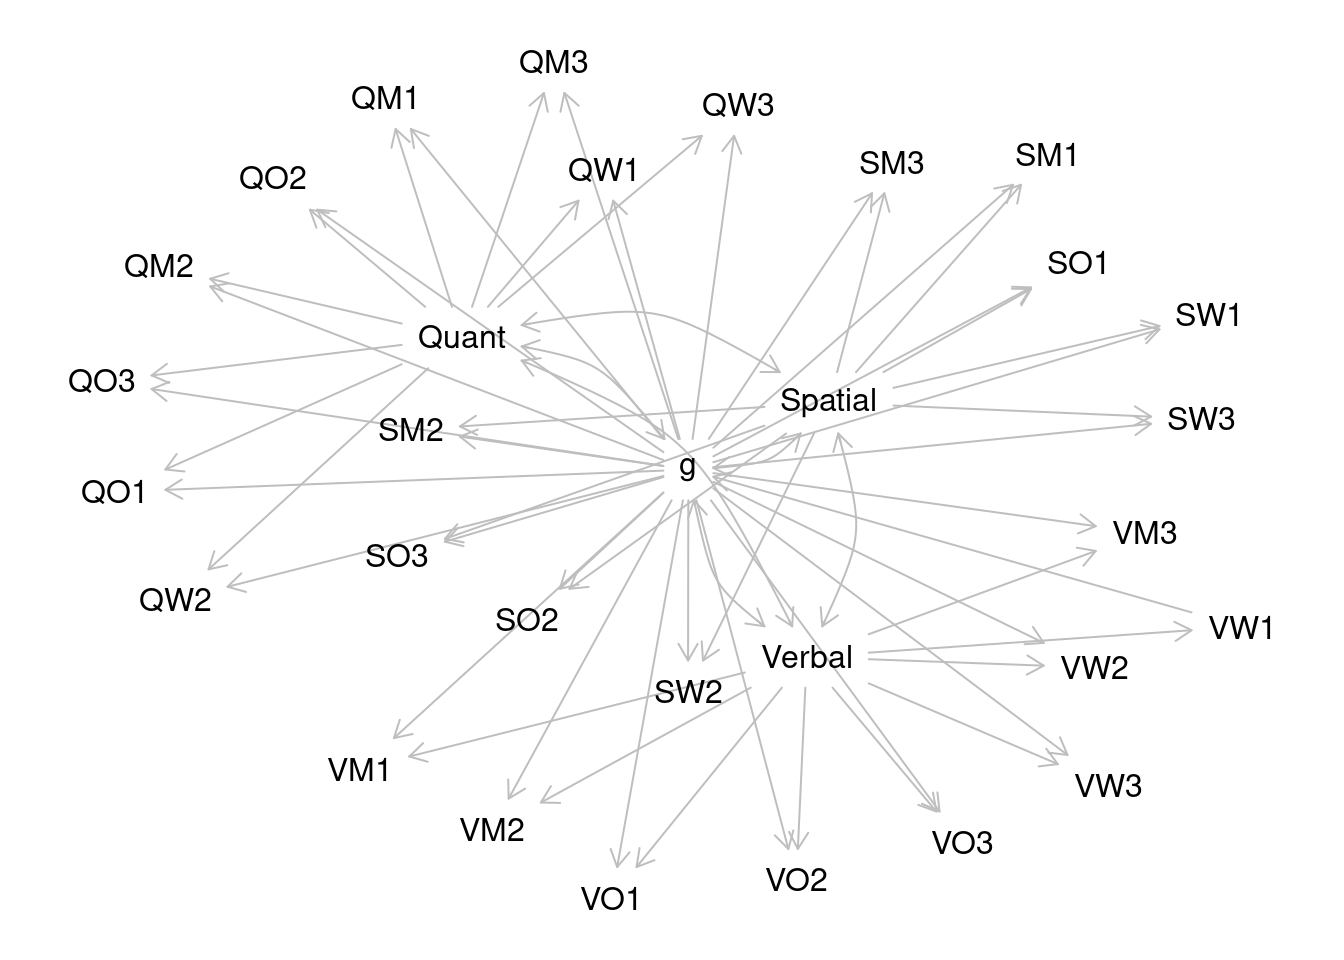 QM3
QM1
QW3
SM3
SM1
QW1
QO2
SO1
QM2
SW1
Quant
QO3
Spatial
SW3
SM2
g
QO1
VM3
SO3
QW2
SO2
VW1
Verbal
VW2
SW2
VM1
VW3
VM2
VO3
VO2
VO1